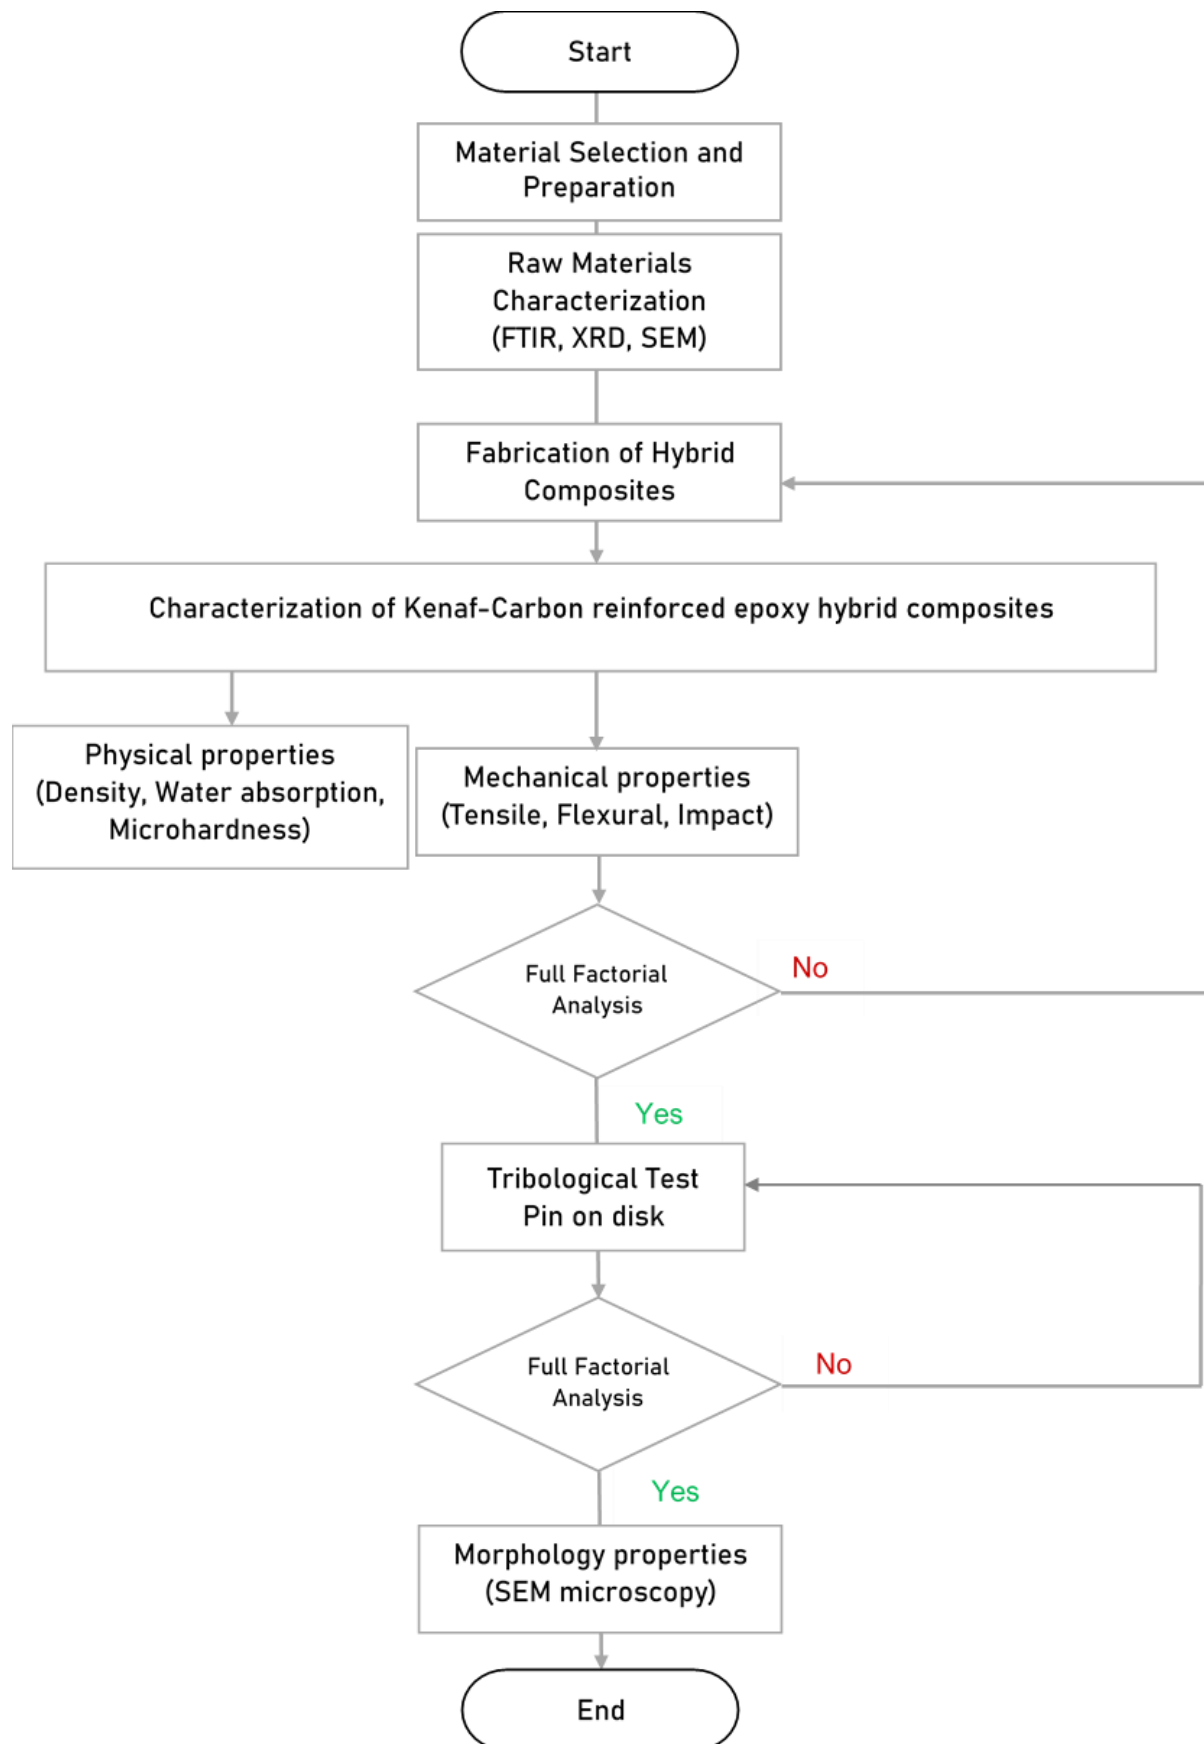 Start
Material Selection and
Preparation
Raw Materials
Characterization
(FTIR, XRD, SEM)
Fabrication of Hybrid
Composites
Characterization of Kenaf-Carbon reinforced epoxy hybrid composites
Physical properties
(Density, Water absorption,
Microhardness)
Mechanical properties
(Tensile, Flexural, Impact)
Full Factorial
Analysis
No
Yes
Tribological Test
Pin on disk
Full Factorial
Analysis
No
Yes
Morphology properties
(SEM microscopy)
End